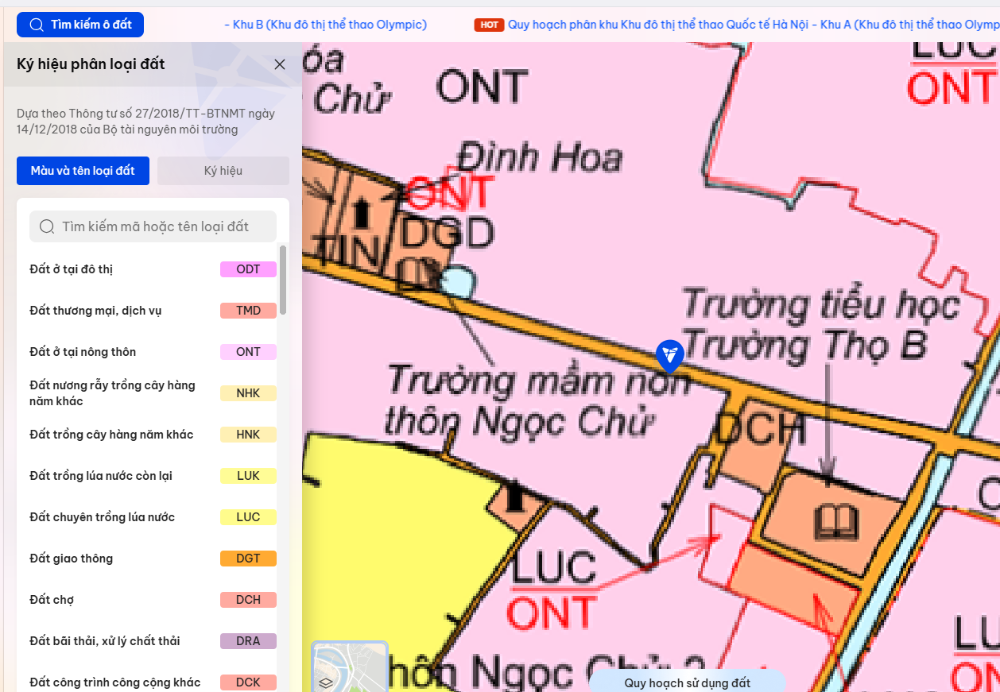 Tìm kiếm ô đất
- Khu B (Khu đô thị thể thao Olympic)
HOT Quy hoạch phân khu Khu đô thị thể thao Quốc tế Hà Nội - Khu A (Khu đô thị thể thao Olymp
Ký hiệu phân loại đất
Dựa theo Thông tư số 27/2018/TT-BTNMT ngày
14/12/2018 của Bộ tài nguyên môi trường
Màu và tên loại đất
Ký hiệu
Tìm kiếm mã hoặc tên loại đất
Đất ở tại đô thị ODT
Đất thương mại, dịch vụ TMD
Đất ở tại nông thôn ONT
Đất nương rẫy trồng cây hàng
năm khác NHK
Đất trồng cây hàng năm khác HNK
Đất trồng lúa nước còn lại LUK
Đất chuyên trồng lúa nước LUC
Đất giao thông DGT
Đất chợ DCH
Đất bãi thải, xử lý chất thải DRA
Đất công trình công cộng khác DCK
óa
Chử
ONT
LUC
ONT
Đình Hoa
ONT
DGD
TIN
Trường tiểu học
Trường Thọ B
Trường mầm non
thôn Ngọc Chử
DCH
LUC
ONT
LU
ON
hôn Ngọc Chử 2
Quy hoạch sử dụng đất